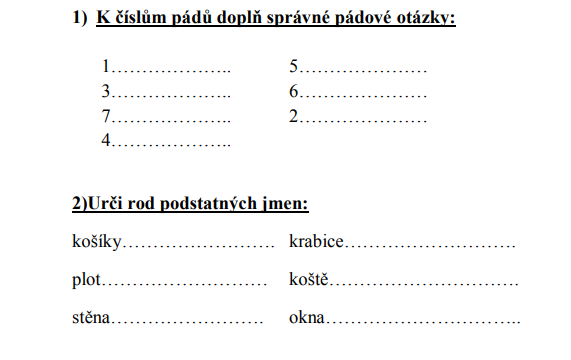 1) K číslům pádů doplň správné pádové otázky:
1……………….. 5…………………
3……………….. 6…………………
7……………….. 2…………………
4………………..
2)Urči rod podstatných jmen:
košíky……………………. krabice……………………….
plot……………………… koště………………………….
stěna……………………. okna…………………………..